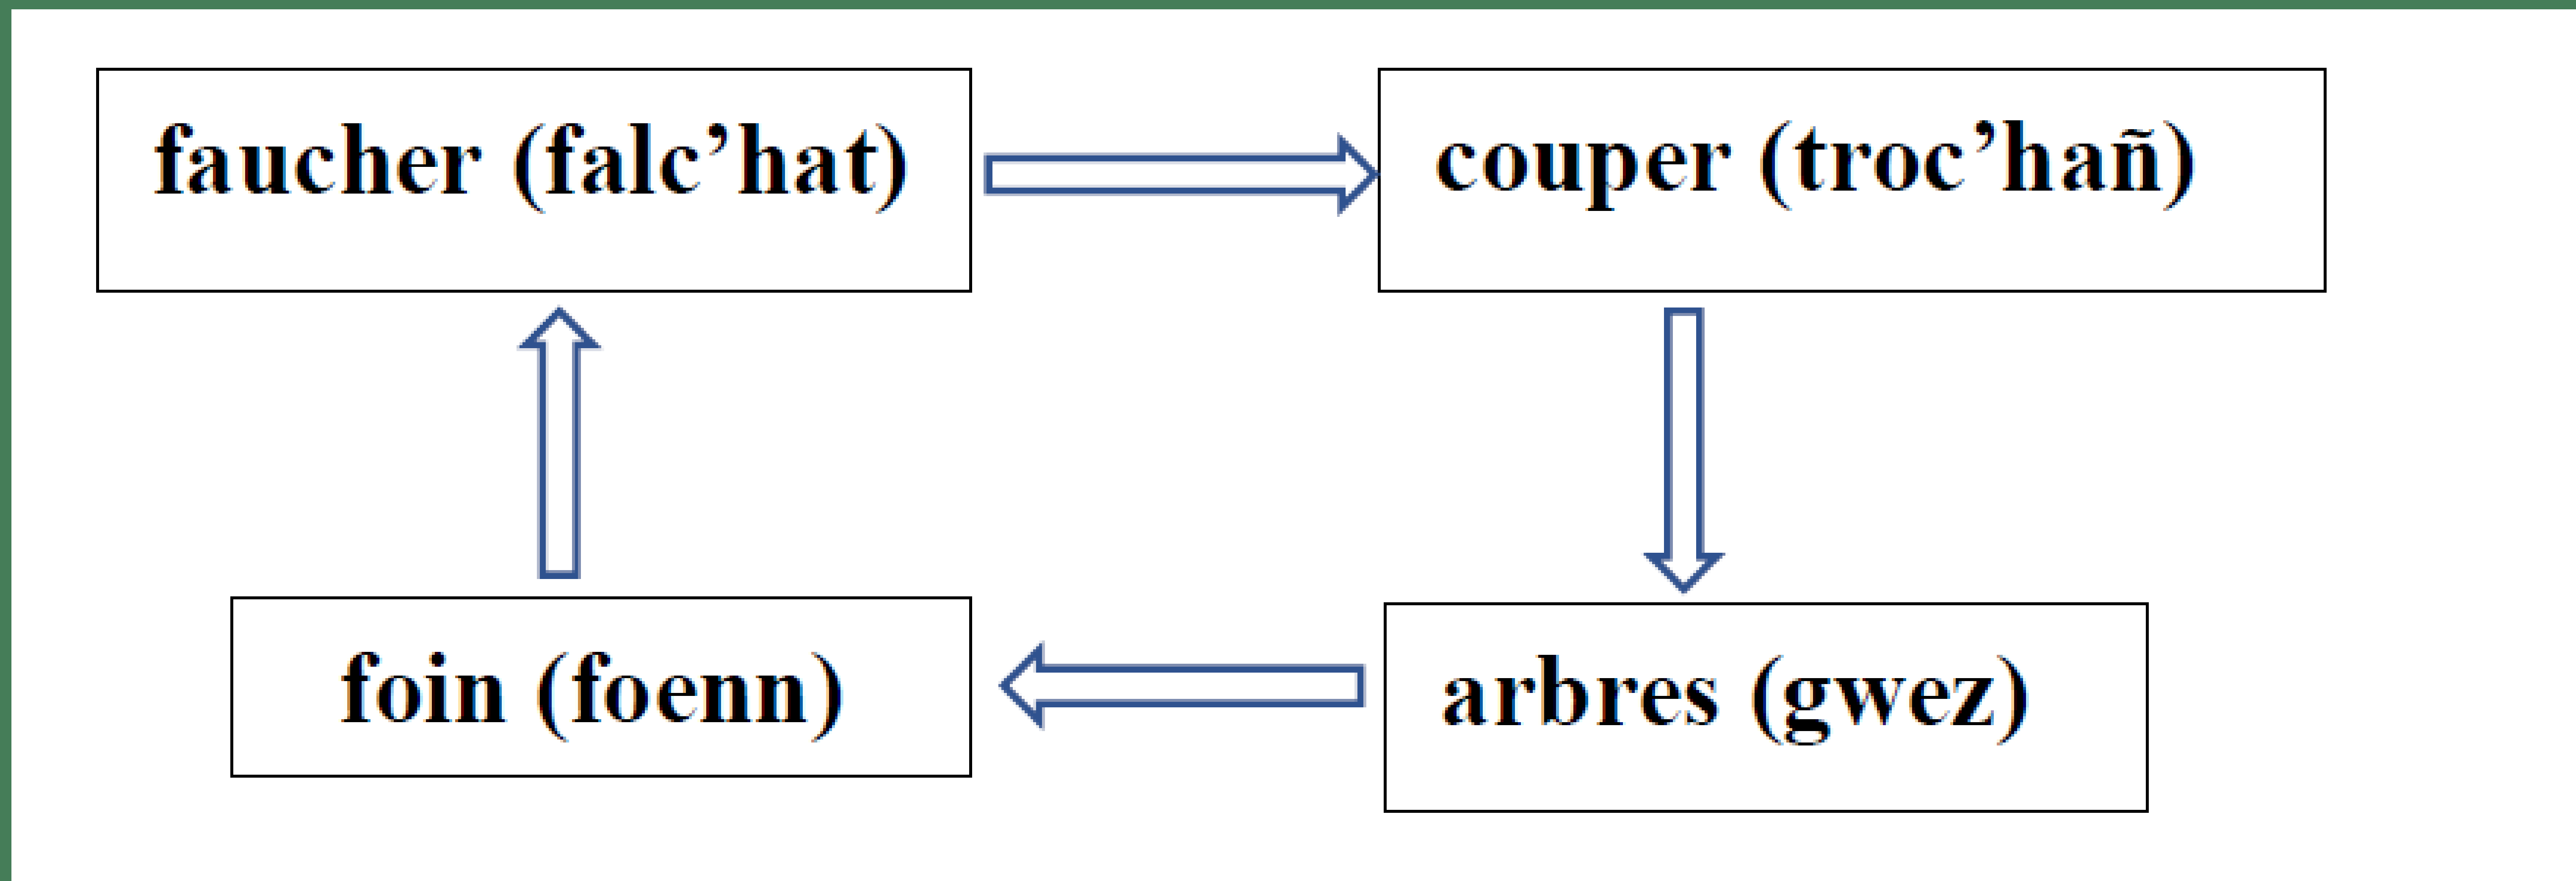 faucher (falc’hat)
couper (troc’hañ)
foin (foenn)
arbres (gwez)